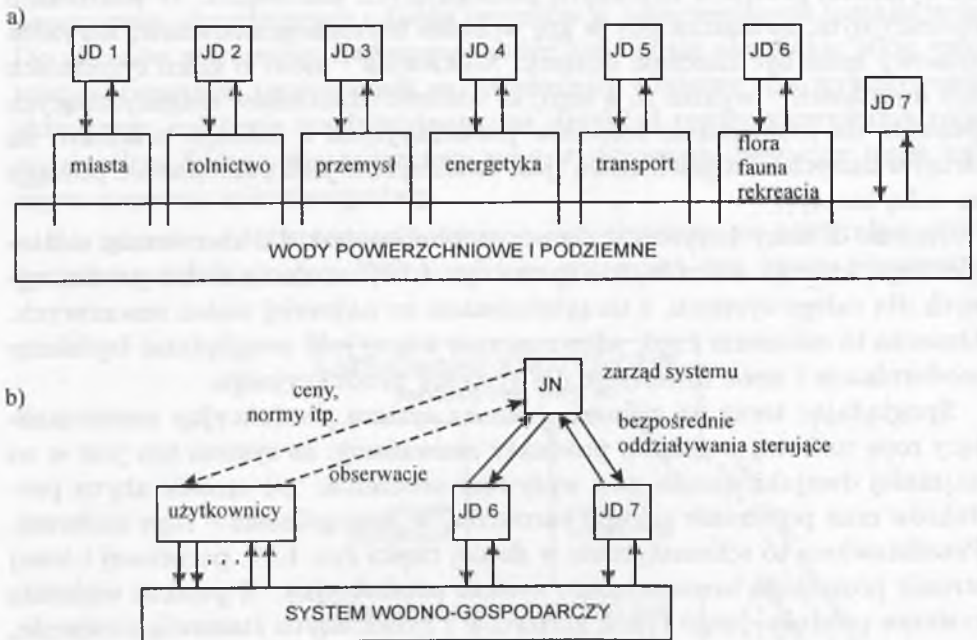 a)
JD 1
JD 2
JD 3
JD 4
JD 5
JD 6
JD 7
miasta
rolnictwo
przemysł
energetyka
transport
flora
fauna
rekreacja
WODY POWIERZCHNIOWE I PODZIEMNE
b)
ceny,
normy itp.
JN
zarząd systemu
bezpośrednie
oddziaływania sterujące
obserwacje
użytkownicy
JD 6
JD 7
. . .
SYSTEM WODNO-GOSPODARCZY